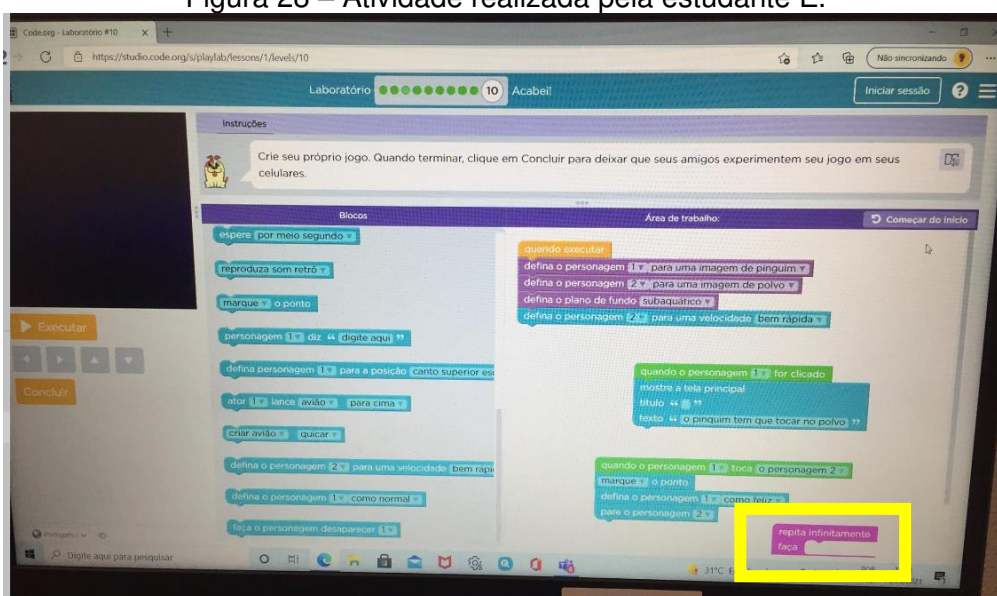 Figura 28 – Atividade realizada pela estudante E.
Code.org - Laboratório #10
https://studio.code.org/s/playlab/lessons/1/levels/10
Não sincronizando
Laboratório 10 Acabei!
Iniciar sessão
Instruções
Crie seu próprio jogo. Quando terminar, clique em Concluir para deixar que seus amigos experimentem seu jogo em seus
celulares.
Blocos
Área de trabalho:
Começar do início
espere por meio segundo
reproduza som retrô
marque o ponto
personagem 1 diz “ digite aqui ”
defina personagem 1 para a posição canto superior
ator 1 lance avião para cima
criar avião quicar
defina o personagem 2 para uma velocidade bem
defina o personagem 1 como normal
faça o personagem desaparecer 1
Executar
Concluir
quando executar
defina o personagem 1 para uma imagem de pinguim
defina o personagem 2 para uma imagem de polvo
defina o plano de fundo subaquático
defina o personagem 2 para uma velocidade bem rápida
quando o personagem 1 for clicado
mostre a tela principal
título “ ”
texto “ o pinguim tem que tocar no polvo ”
quando o personagem 1 toca o personagem 2
marque o ponto
defina o personagem 1 como feliz
pare o personagem 2
repita infinitamente
faça
Português
Digite aqui para pesquisar
31°C